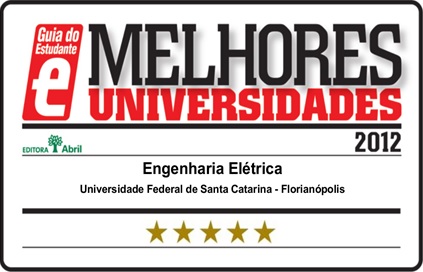 Guia do
Estudante
e
MELHORES
UNIVERSIDADES
EDITORA Abril
2012
Engenharia Elétrica
Universidade Federal de Santa Catarina - Florianópolis